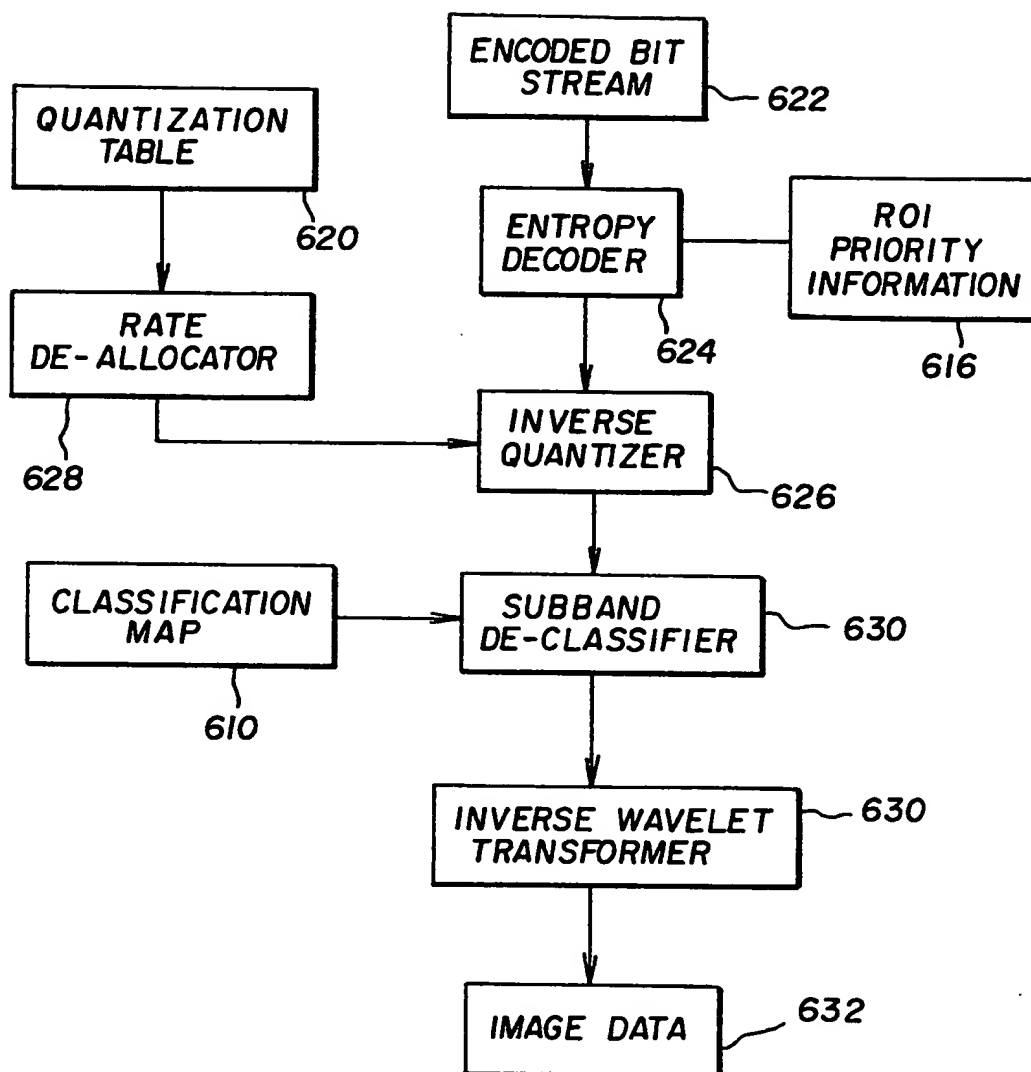 ENCODED BIT
STREAM
622
QUANTIZATION
TABLE
620
ENTROPY
DECODER
624
ROI
PRIORITY
INFORMATION
616
RATE
DE-ALLOCATOR
628
INVERSE
QUANTIZER
626
CLASSIFICATION
MAP
610
SUBBAND
DE-CLASSIFIER
630
INVERSE WAVELET
TRANSFORMER
630
IMAGE DATA
632